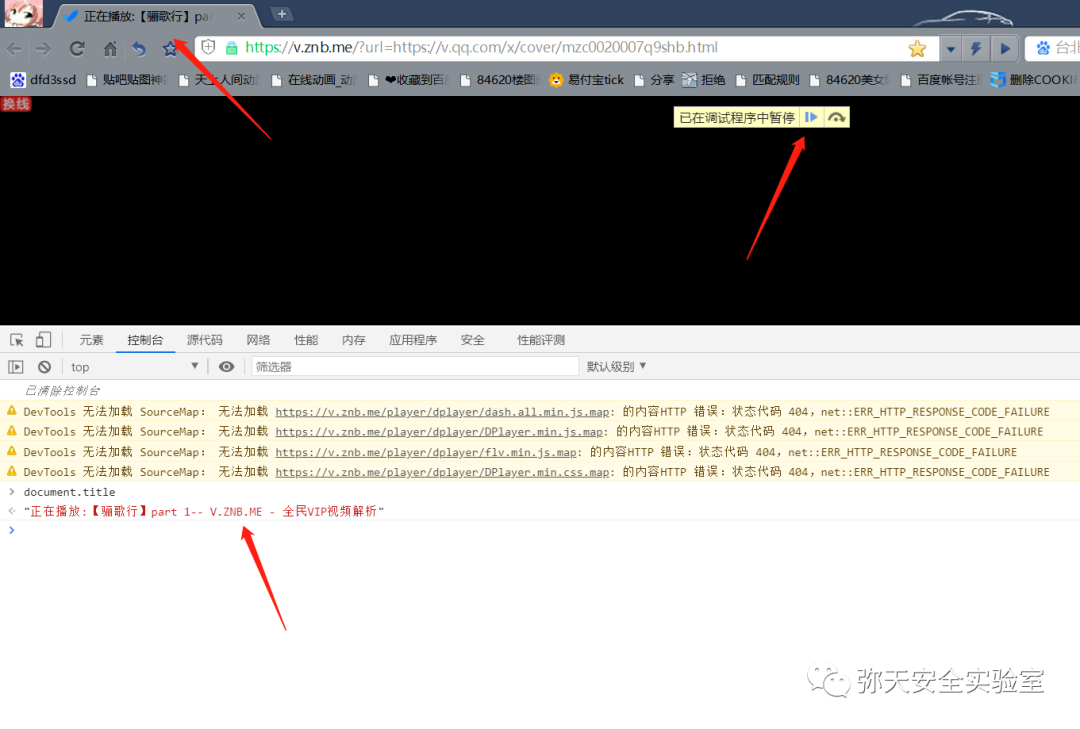 正在播放:【骊歌行】pa
https://v.znb.me/?url=https://v.qq.com/x/cover/mzc0020007q9shb.html
台北
dfd3ssd 贴吧贴图神 天上人间动 在线动画_动 ❤收藏到百 84620楼图 易付宝tick 分享 拒绝 匹配规则 84620美女 百度帐号注 删除COOKI
换线
已在调试程序中暂停
元素 控制台 源代码 网络 性能 内存 应用程序 安全 性能评测
top 筛选器 默认级别 ▼
已清除控制台
DevTools 无法加载 SourceMap: 无法加载 https://v.znb.me/player/dplayer/dash.all.min.js.map: 的内容HTTP 错误：状态代码 404，net::ERR_HTTP_RESPONSE_CODE_FAILURE
DevTools 无法加载 SourceMap: 无法加载 https://v.znb.me/player/dplayer/DPlayer.min.js.map: 的内容HTTP 错误：状态代码 404，net::ERR_HTTP_RESPONSE_CODE_FAILURE
DevTools 无法加载 SourceMap: 无法加载 https://v.znb.me/player/dplayer/flv.min.js.map: 的内容HTTP 错误：状态代码 404，net::ERR_HTTP_RESPONSE_CODE_FAILURE
DevTools 无法加载 SourceMap: 无法加载 https://v.znb.me/player/dplayer/DPlayer.min.css.map: 的内容HTTP 错误：状态代码 404，net::ERR_HTTP_RESPONSE_CODE_FAILURE
> document.title
"正在播放:【骊歌行】part 1-- V.ZNB.ME - 全民VIP视频解析"
弥天安全实验室